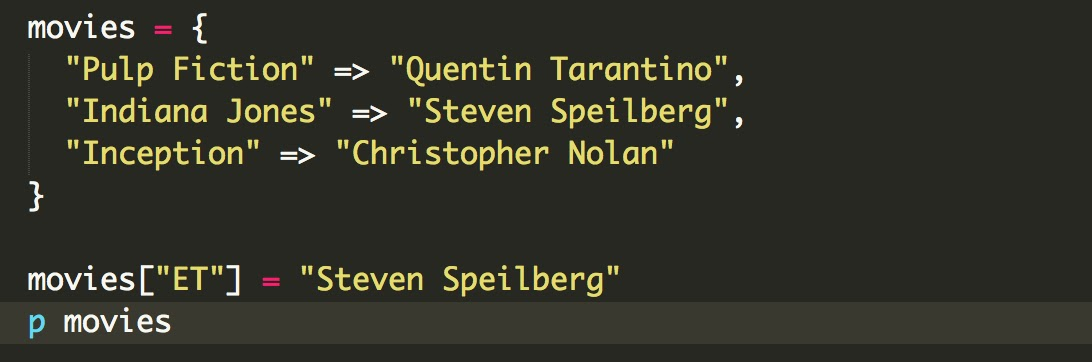 movies = {
  "Pulp Fiction" => "Quentin Tarantino",
  "Indiana Jones" => "Steven Speilberg",
  "Inception" => "Christopher Nolan"
}
movies["ET"] = "Steven Speilberg"
p movies